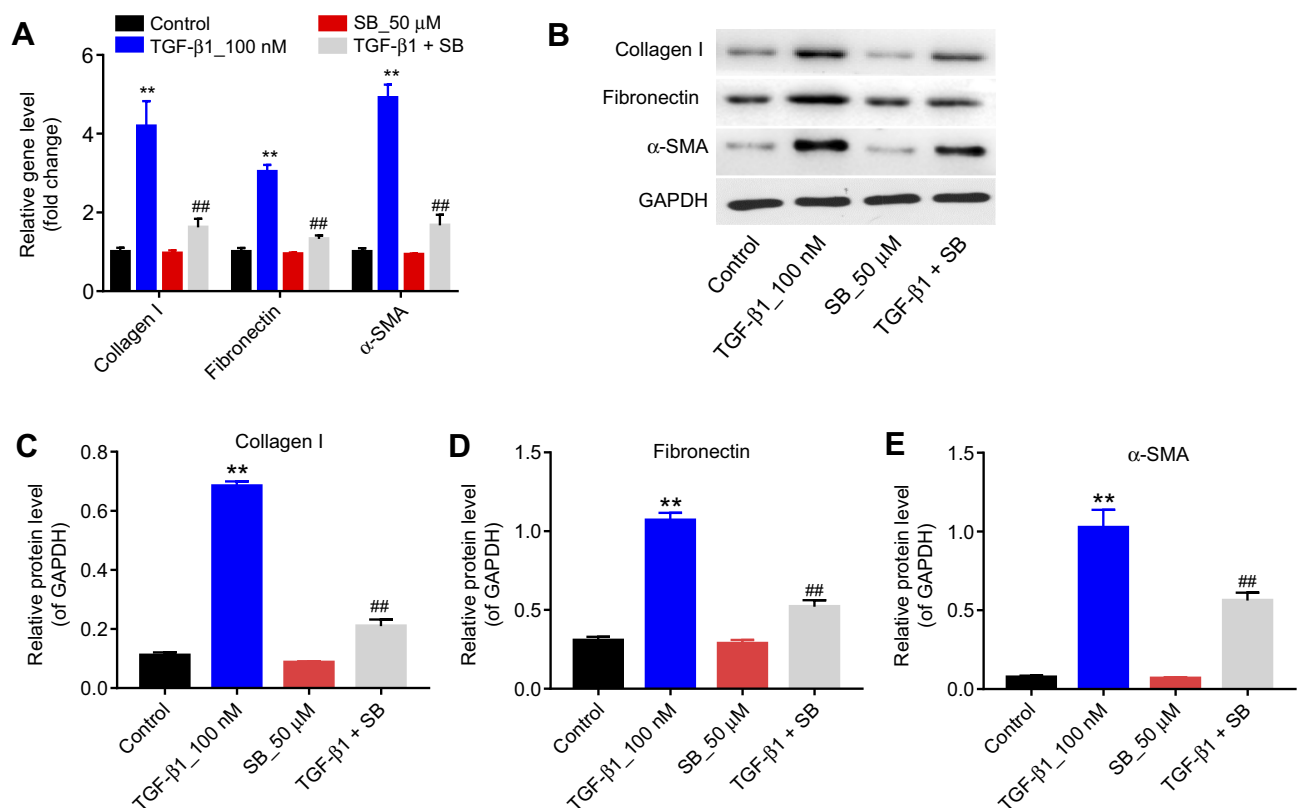 A
Control
TGF-β1_100 nM
SB_50 μM
TGF-β1 + SB
Relative gene level
(fold change)
6
4
2
0
**
**
**
##
##
##
Collagen I
Fibronectin
α-SMA
B
Collagen I
Fibronectin
α-SMA
GAPDH
Control
TGF-β1_100 nM
SB_50 μM
TGF-β1 + SB
C
Collagen I
Relative protein level
(of GAPDH)
0.8
0.6
0.4
0.2
0.0
**
##
Control
TGF-β1_100 nM
SB_50 μM
TGF-β1 + SB
D
Fibronectin
Relative protein level
(of GAPDH)
1.5
1.0
0.5
0.0
**
##
Control
TGF-β1_100 nM
SB_50 μM
TGF-β1 + SB
E
α-SMA
Relative protein level
(of GAPDH)
1.5
1.0
0.5
0.0
**
##
Control
TGF-β1_100 nM
SB_50 μM
TGF-β1 + SB